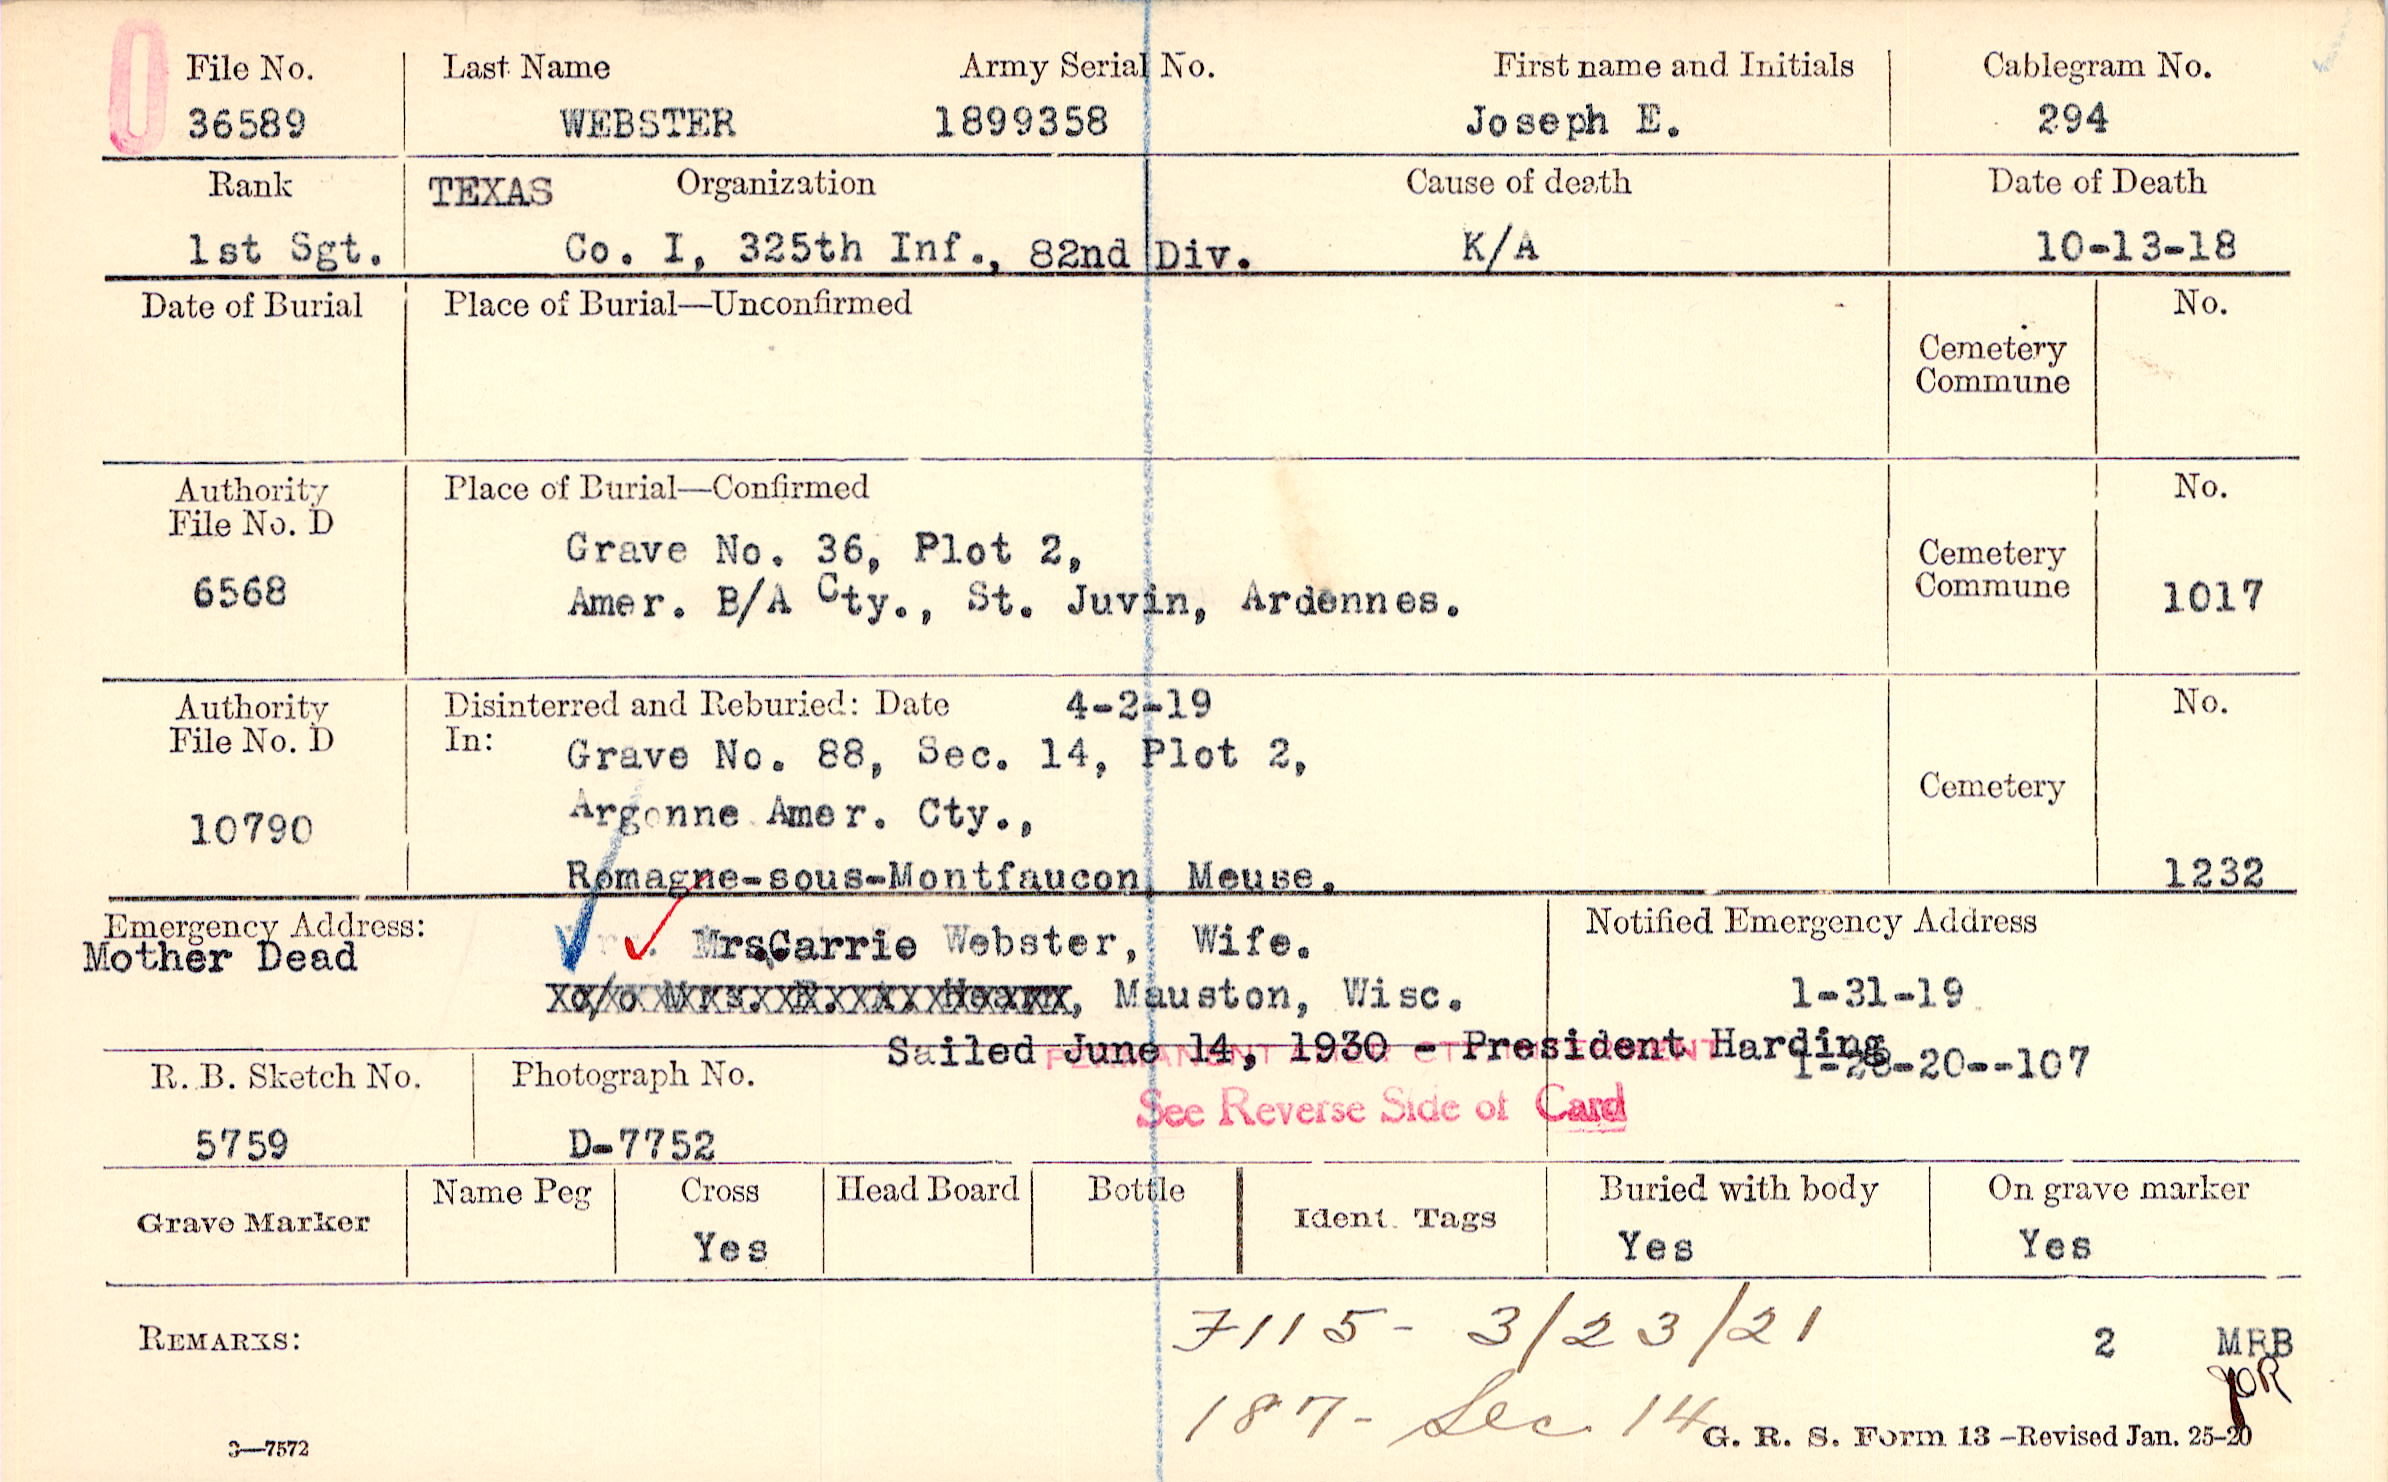 File No. Last Name Army Serial No. First name and Initials Cablegram No.
36589 WEBSTER 1899358 Joseph E. 294
Rank TEXAS Organization Cause of death Date of Death
1st Sgt. Co. I, 325th Inf., 82nd Div. K/A 10-13-18
Date of Burial Place of Burial—Unconfirmed No.
Cemetery
Commune
Authority Place of Burial—Confirmed No.
File No. D
Grave No. 36, Plot 2, Cemetery
6568 Amer. B/A Cty., St. Juvin, Ardennes. Commune 1017
Authority Disinterred and Reburied: Date 4-2-19 No.
File No. D In: Grave No. 88, Sec. 14, Plot 2,
Cemetery
10790 Argonne Amer. Cty.,
Romagne-sous-Montfaucon, Meuse. 1232
Emergency Address: Notified Emergency Address
Mother Dead Mrs. Carrie Webster, Wife.
c/o Mrs. Mauston, Wisc. 1-31-19
Sailed June 14, 1930 - President Harding
PERMANENT
1-28-20--107
R. B. Sketch No. Photograph No.
See Reverse Side of Card
5759 D-7752
Grave Marker Name Peg Cross Head Board Bottle Ident. Tags Buried with body On grave marker
Yes Yes Yes
REMARKS: 7115- 3/23/21 2 MRB
187- Sec 14
3—7572 G. R. S. Form 13 –Revised Jan. 25-20